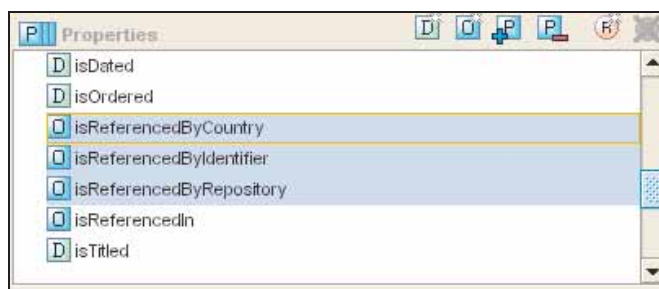 P Properties D O P P R
D isDated
D isOrdered
O isReferencedByCountry
O isReferencedByIdentifier
O isReferencedByRepository
O isReferencedIn
D isTitled